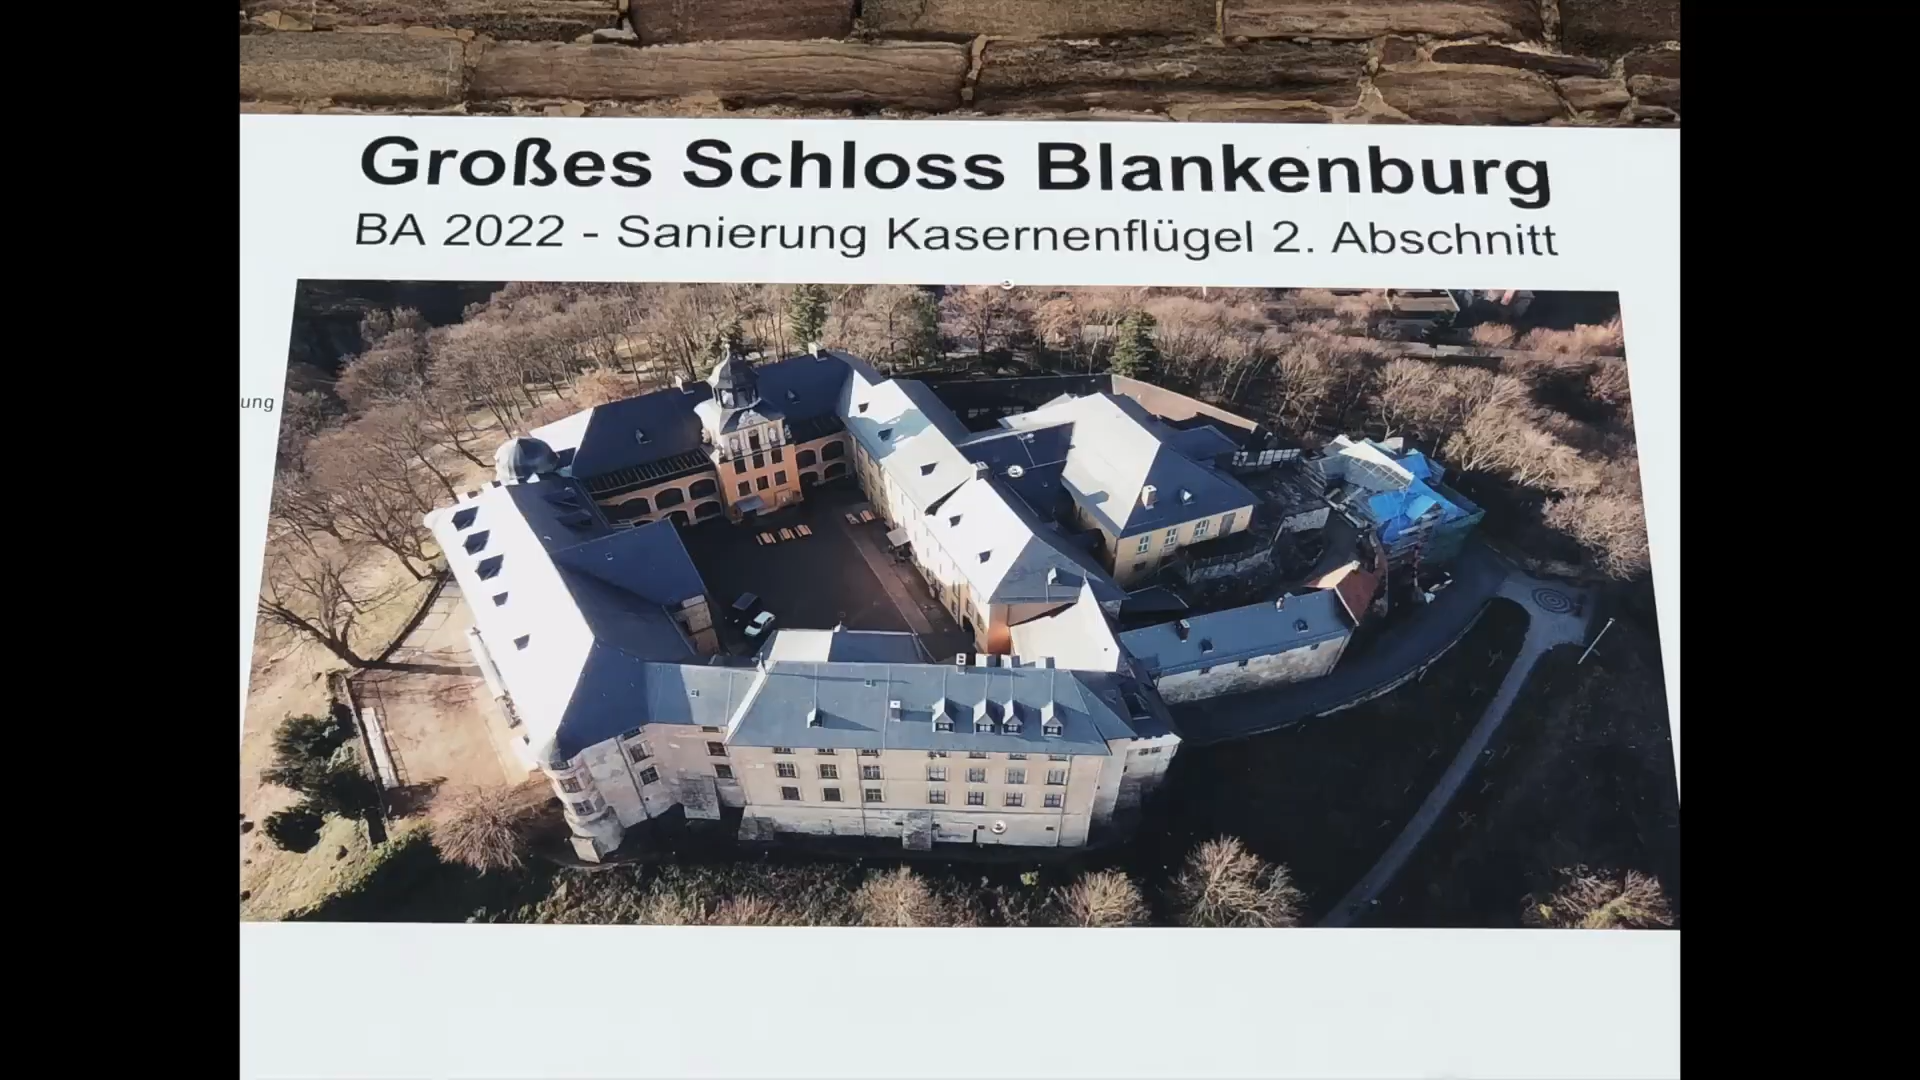 Großes Schloss Blankenburg
BA 2022 - Sanierung Kasernenflügel 2. Abschnitt
ung